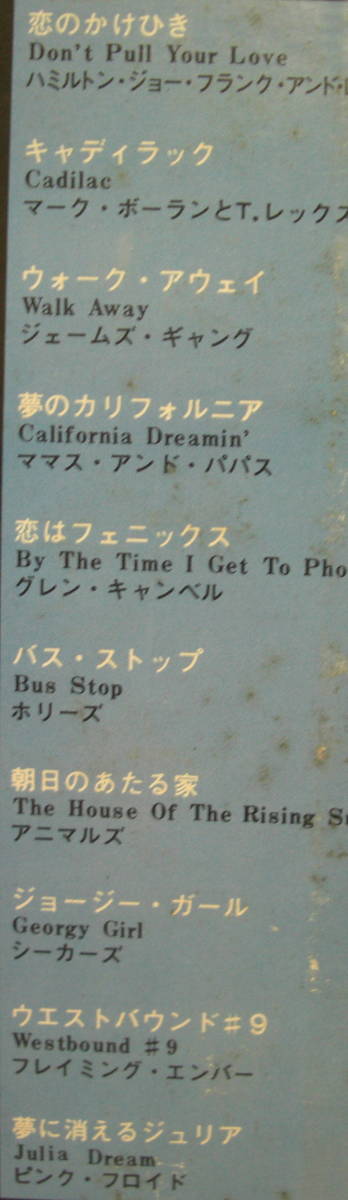 恋のかけひき
Don't Pull Your Love
ハミルトン・ジョー・フランク・アンド・
キャディラック
Cadilac
マーク・ボーランとT.レックス
ウォーク・アウェイ
Walk Away
ジェームズ・ギャング
夢のカリフォルニア
California Dreamin'
ママス・アンド・パパス
恋はフェニックス
By The Time I Get To Pho
グレン・キャンベル
バス・ストップ
Bus Stop
ホリーズ
朝日のあたる家
The House Of The Rising S
アニマルズ
ジョージー・ガール
Georgy Girl
シーカーズ
ウエストバウンド♯9
Westbound ♯9
フレイミング・エンバー
夢に消えるジュリア
Julia Dream
ピンク・フロイド